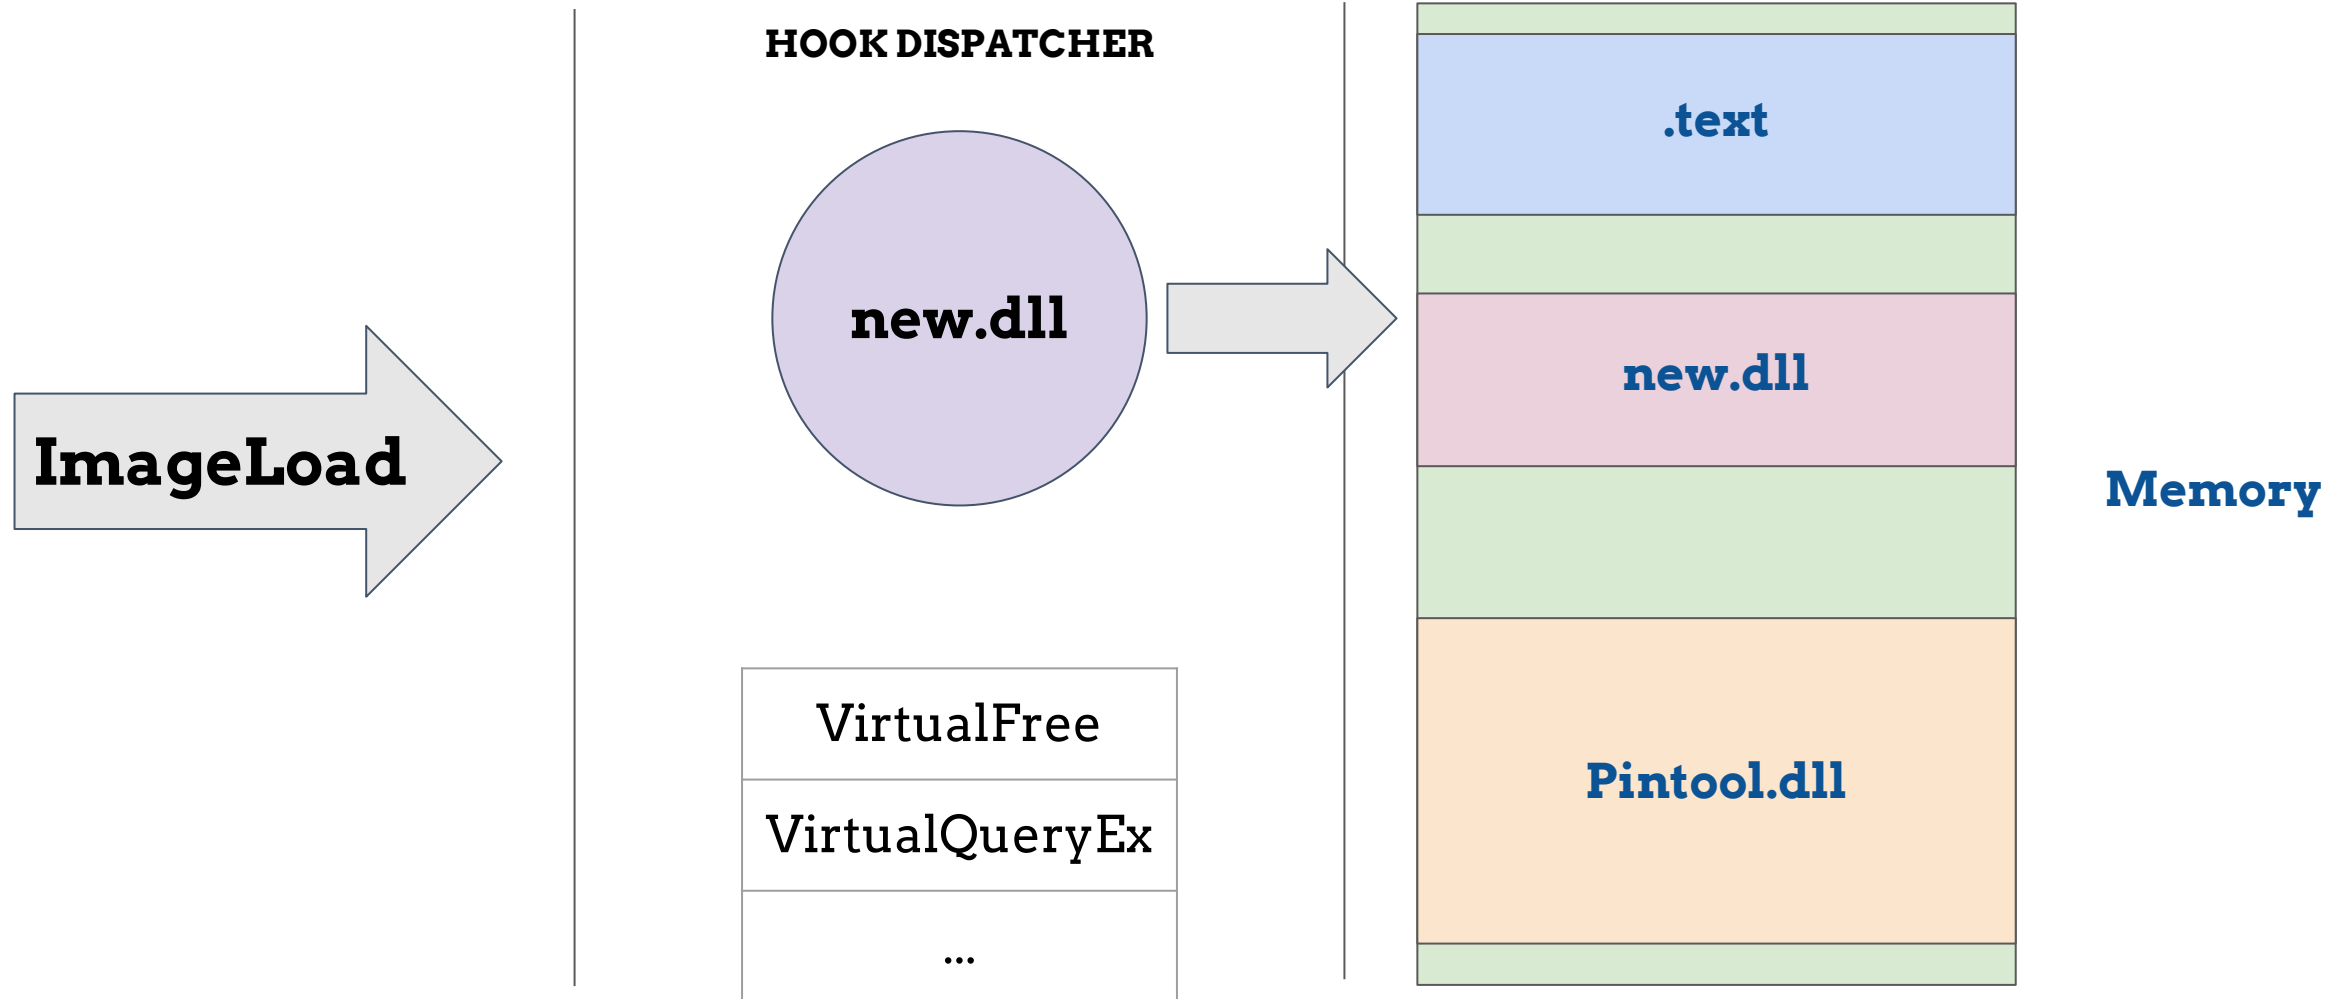 HOOK DISPATCHER
ImageLoad
new.dll
VirtualFree
VirtualQueryEx
...
.text
new.dll
Pintool.dll
Memory